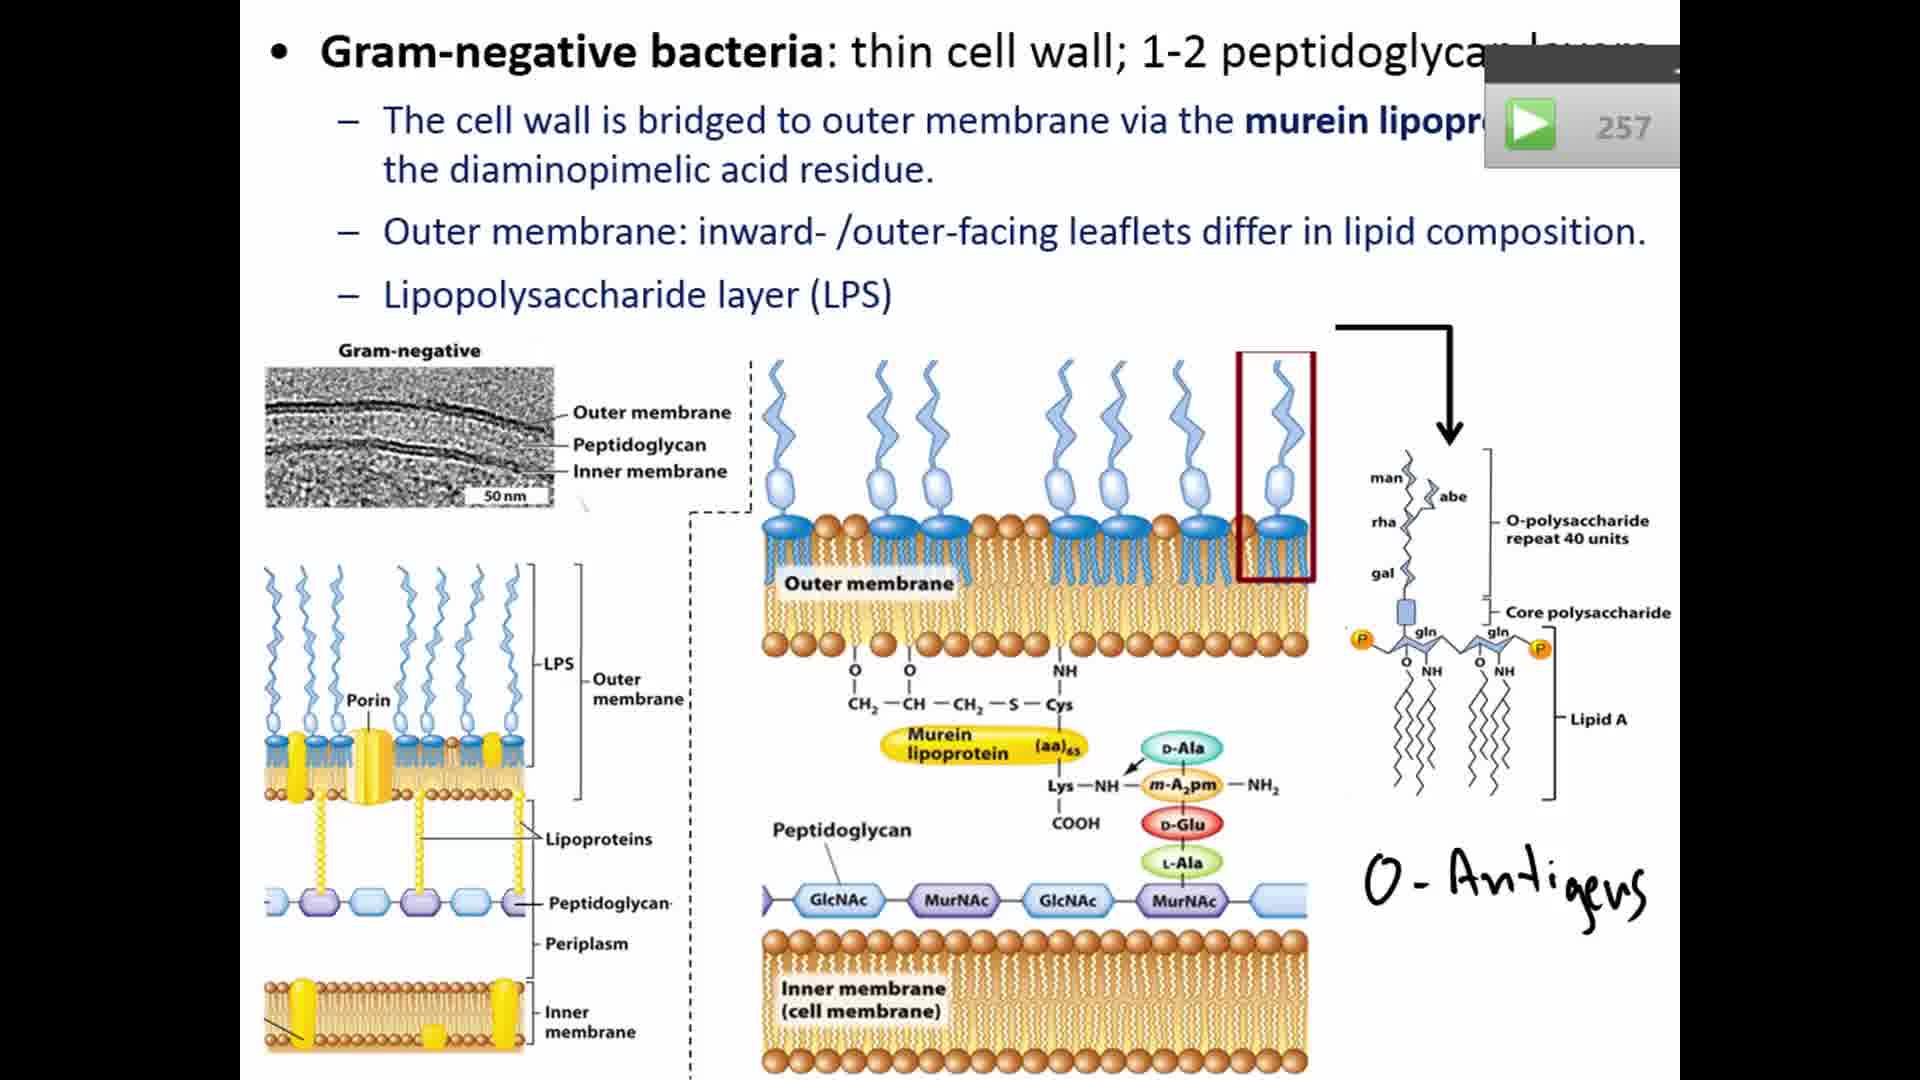 • Gram-negative bacteria: thin cell wall; 1-2
– The cell wall is bridged to outer membrane via the murein
the diaminopimelic acid residue.
– Outer membrane: inward- /outer-facing leaflets differ in lipid composition.
– Lipopolysaccharide layer (LPS)
257
Gram-negative
Outer membrane
Peptidoglycan
Inner membrane
50 nm
LPS
Outer
membrane
Porin
Lipoproteins
Peptidoglycan
Periplasm
Inner
membrane
Outer membrane
O
O
NH
CH₂ — CH — CH₂ — S — Cys
Murein
lipoprotein
(aa)₆₅
D-Ala
Lys — NH — m-A₂pm — NH₂
COOH
D-Glu
L-Ala
Peptidoglycan
GlcNAc
MurNAc
GlcNAc
MurNAc
Inner membrane
(cell membrane)
man
abe
rha
gal
O-polysaccharide
repeat 40 units
Core polysaccharide
gln
gln
P
P
O
NH
O
NH
Lipid A
O-Antigens